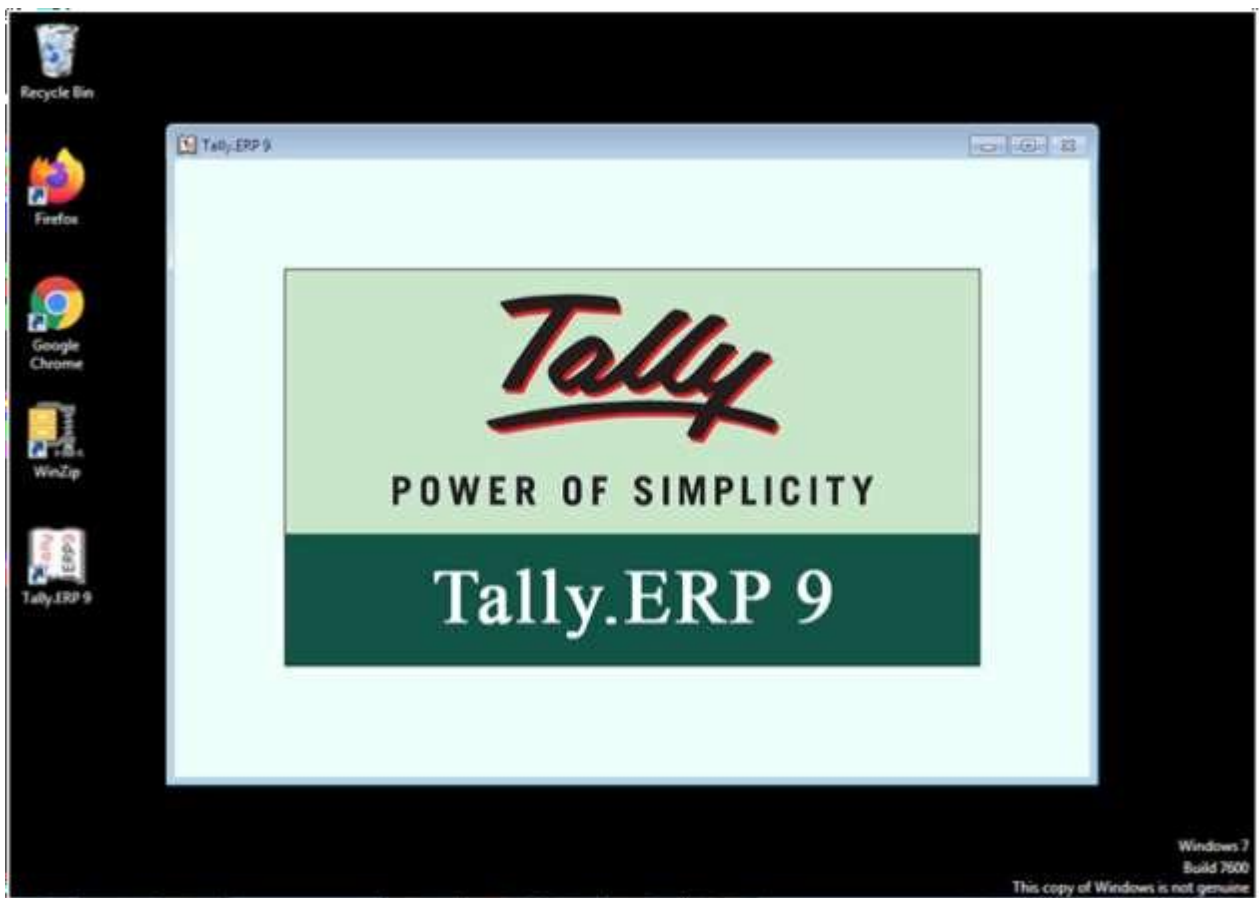 Recycle Bin
Firefox
Google
Chrome
WinZip
Tally.ERP 9
Tally.ERP 9
Tally
POWER OF SIMPLICITY
Tally.ERP 9
Windows 7
Build 7600
This copy of Windows is not genuine